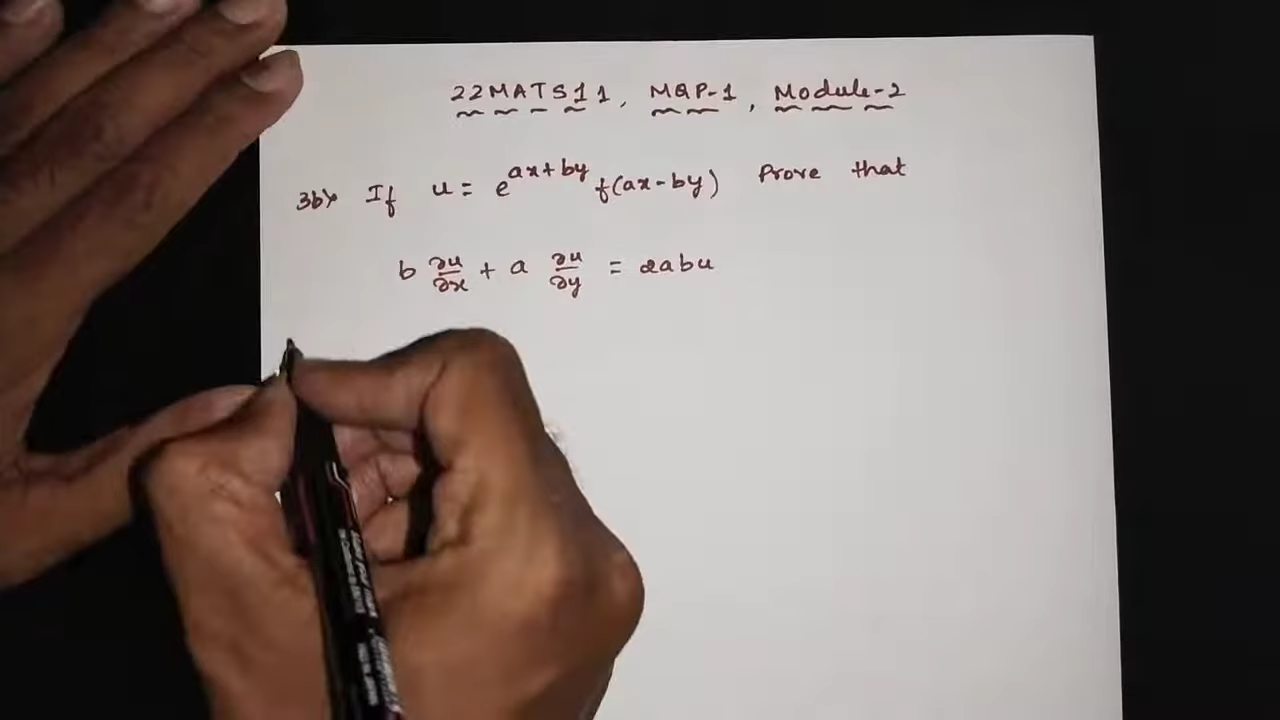 22MATS11, MQP-1, Module-2
3b> If u = e^{ax+by} f(ax-by) Prove that
b ∂u/∂x + a ∂u/∂y = 2abu